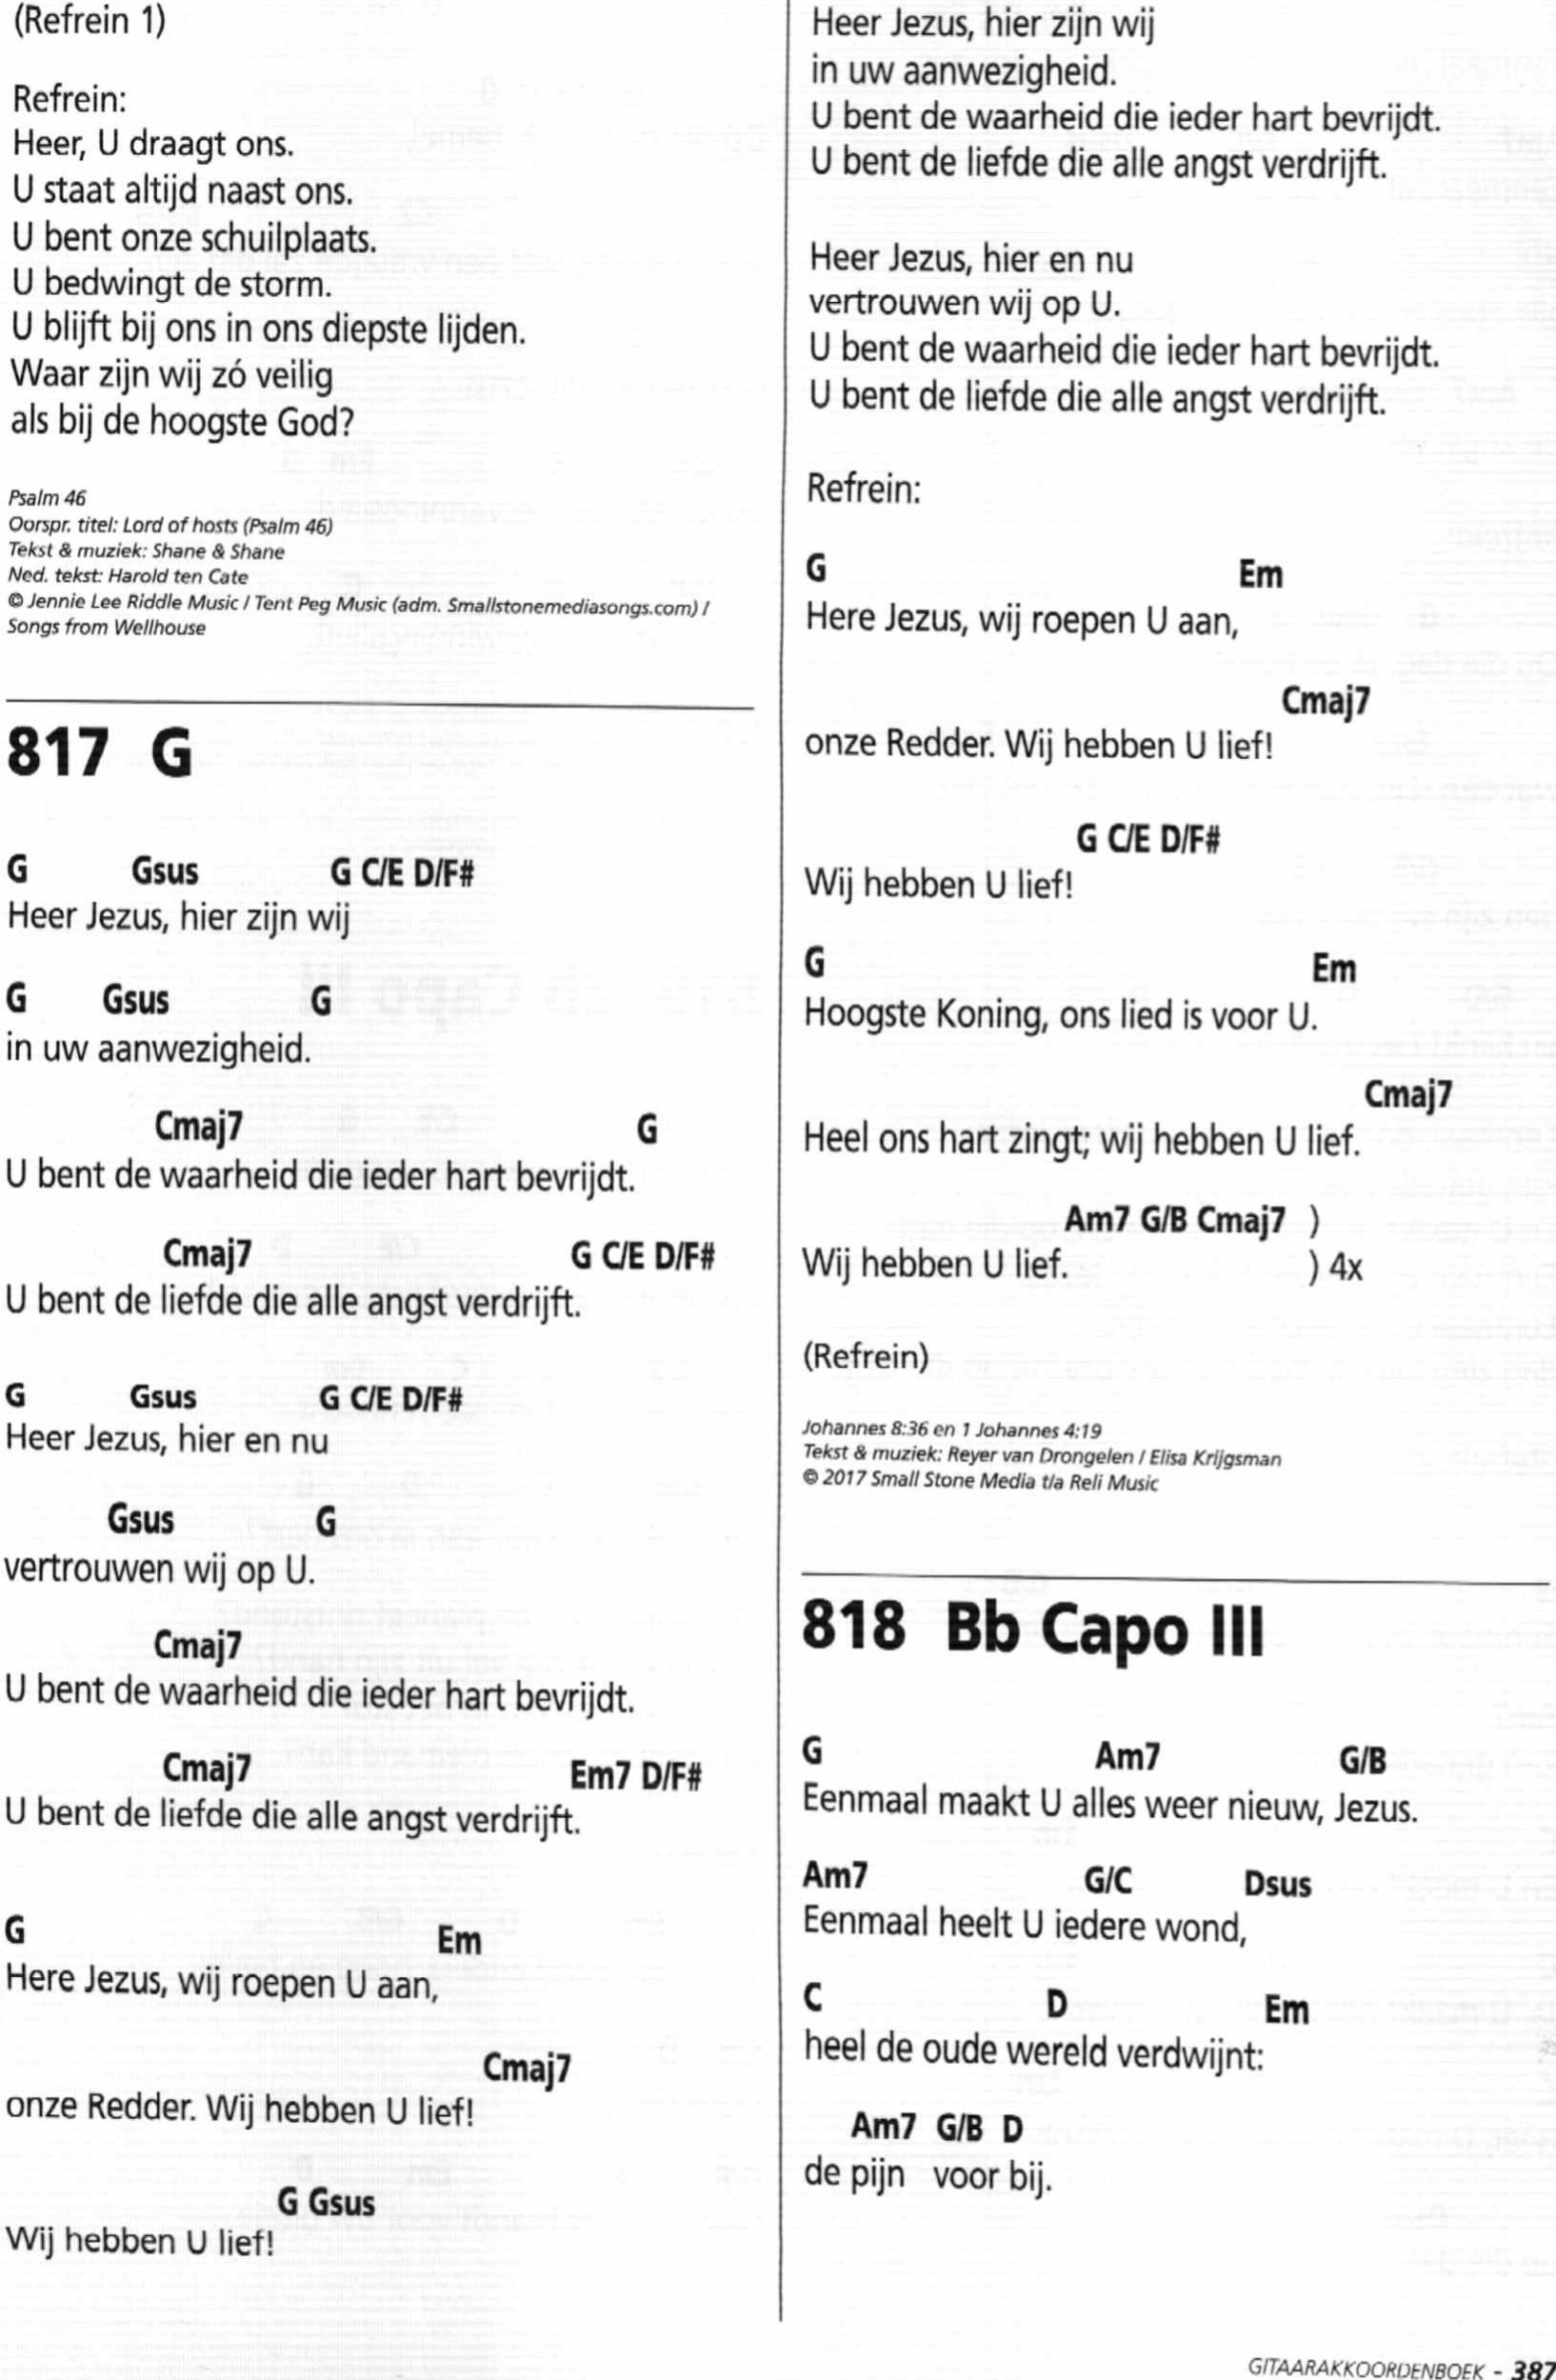 (Refrein 1)
Refrein:
Heer, U draagt ons.
U staat altijd naast ons.
U bent onze schuilplaats.
U bedwingt de storm.
U blijft bij ons in ons diepste lijden.
Waar zijn wij zó veilig
als bij de hoogste God?
Psalm 46
Oorspr. titel: Lord of hosts (Psalm 46)
Tekst & muziek: Shane & Shane
Ned. tekst: Harold ten Cate
© Jennie Lee Riddle Music / Tent Peg Music (adm. Smallstonemediasongs.com) /
Songs from Wellhouse
817 G
G Gsus G C/E D/F#
Heer Jezus, hier zijn wij
G Gsus G
in uw aanwezigheid.
Cmaj7 G
U bent de waarheid die ieder hart bevrijdt.
Cmaj7 G C/E D/F#
U bent de liefde die alle angst verdrijft.
G Gsus G C/E D/F#
Heer Jezus, hier en nu
Gsus G
vertrouwen wij op U.
Cmaj7
U bent de waarheid die ieder hart bevrijdt.
Cmaj7 Em7 D/F#
U bent de liefde die alle angst verdrijft.
G Em
Here Jezus, wij roepen U aan,
Cmaj7
onze Redder. Wij hebben U lief!
G Gsus
Wij hebben U lief!
Heer Jezus, hier zijn wij
in uw aanwezigheid.
U bent de waarheid die ieder hart bevrijdt.
U bent de liefde die alle angst verdrijft.
Heer Jezus, hier en nu
vertrouwen wij op U.
U bent de waarheid die ieder hart bevrijdt.
U bent de liefde die alle angst verdrijft.
Refrein:
G Em
Here Jezus, wij roepen U aan,
Cmaj7
onze Redder. Wij hebben U lief!
G C/E D/F#
Wij hebben U lief!
G Em
Hoogste Koning, ons lied is voor U.
Cmaj7
Heel ons hart zingt; wij hebben U lief.
Am7 G/B Cmaj7 )
Wij hebben U lief. ) 4x
(Refrein)
Johannes 8:36 en 1 Johannes 4:19
Tekst & muziek: Reyer van Drongelen / Elisa Krijgsman
© 2017 Small Stone Media t/a Reli Music
818 Bb Capo III
G Am7 G/B
Eenmaal maakt U alles weer nieuw, Jezus.
Am7 G/C Dsus
Eenmaal heelt U iedere wond,
C D Em
heel de oude wereld verdwijnt:
Am7 G/B D
de pijn voor bij.
GITAARAKKOORDENBOEK - 387